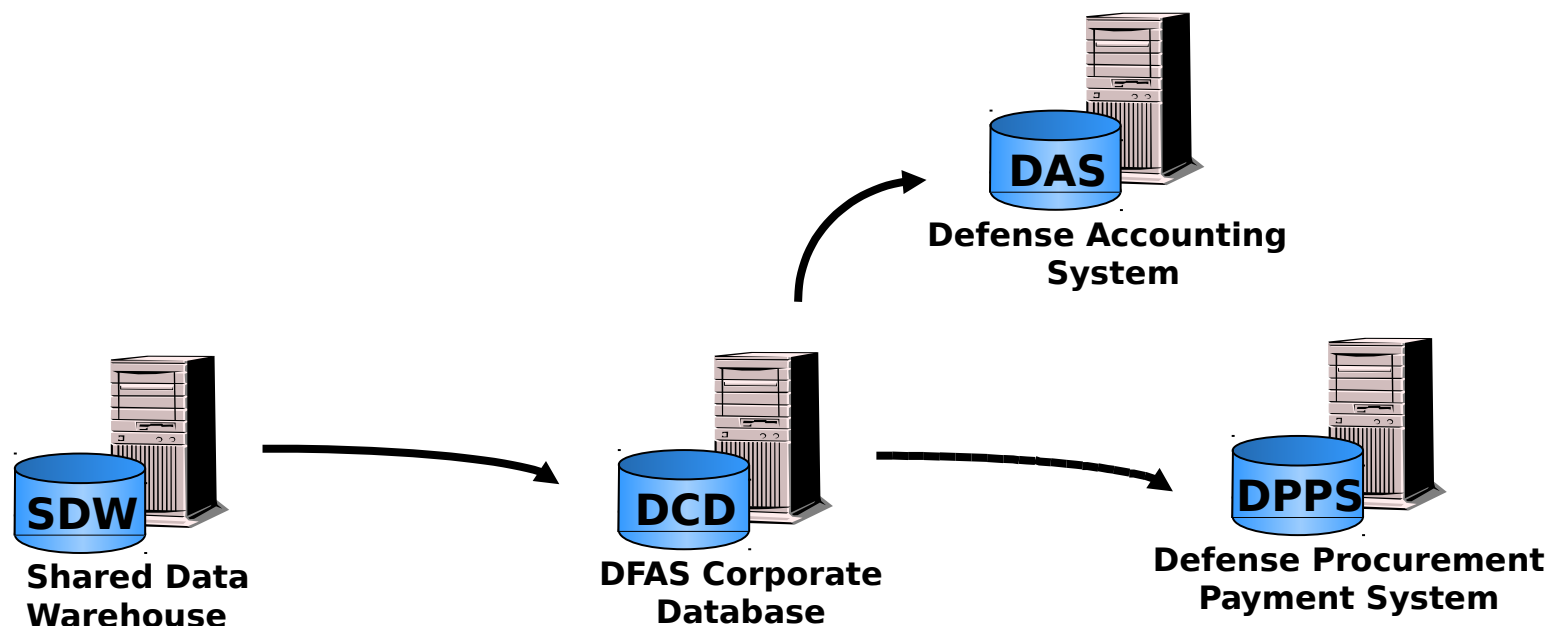 DAS
Defense Accounting
System
SDW
Shared Data
Warehouse
DCD
DFAS Corporate
Database
DPPS
Defense Procurement
Payment System